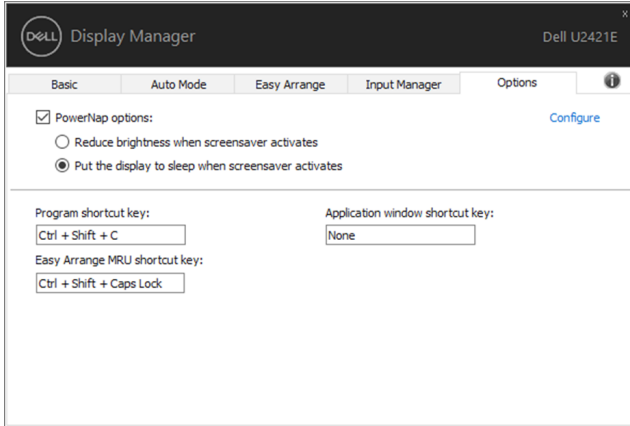 x
DELL Display Manager
Dell U2421E
Basic Auto Mode Easy Arrange Input Manager Options i
PowerNap options:
Configure
Reduce brightness when screensaver activates
Put the display to sleep when screensaver activates
Program shortcut key:
Application window shortcut key:
Ctrl + Shift + C
None
Easy Arrange MRU shortcut key:
Ctrl + Shift + Caps Lock